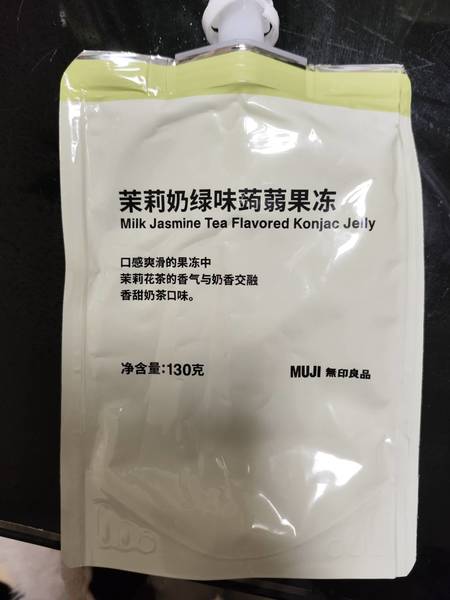 茉莉奶绿味蒟蒻果冻
Milk Jasmine Tea Flavored Konjac Jelly
口感爽滑的果冻中
茉莉花茶的香气与奶香交融
香甜奶茶口味。
净含量:130克
MUJI 無印良品